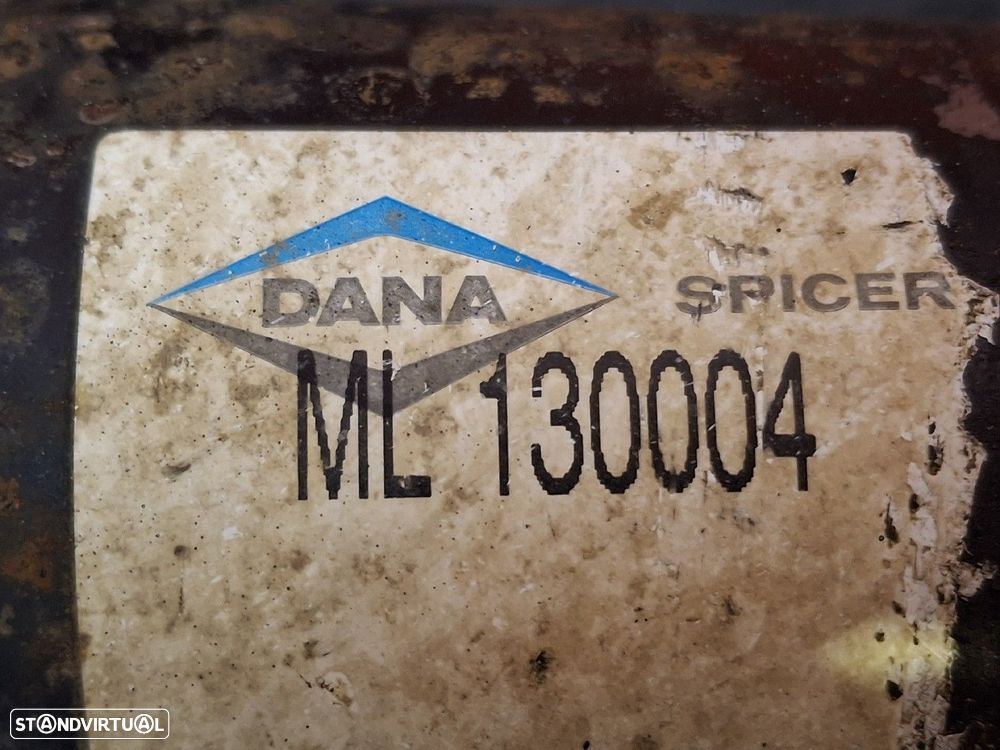 DANA SPICER
ML 130004
STANDVIRTUAL